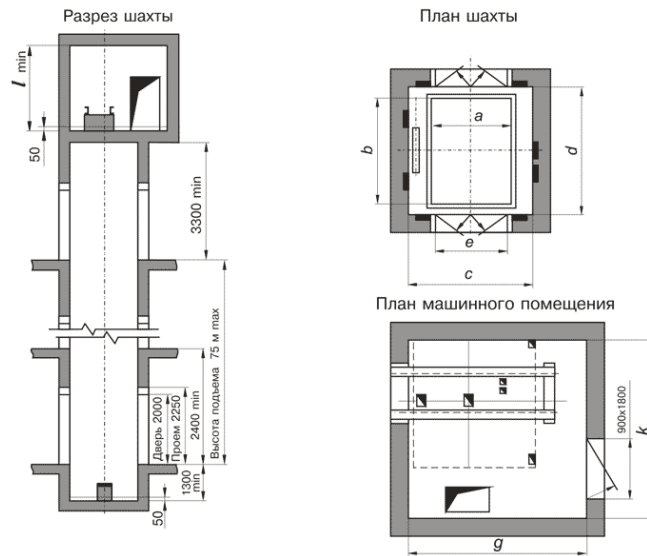 Разрез шахты
План шахты
l min
50
3300 min
Высота подъема 75 м max
Дверь 2000
Проем 2250
2400 min
1300 min
50
a
b
d
e
c
План машинного помещения
900x1800
k
g